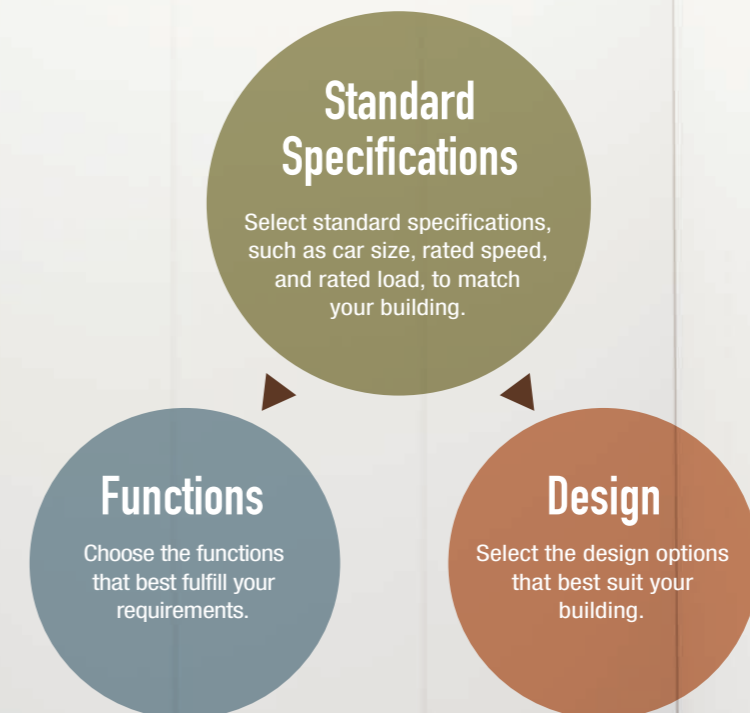 Standard
Specifications
Select standard specifications,
such as car size, rated speed,
and rated load, to match
your building.
Functions
Choose the functions
that best fulfill your
requirements.
Design
Select the design options
that best suit your
building.